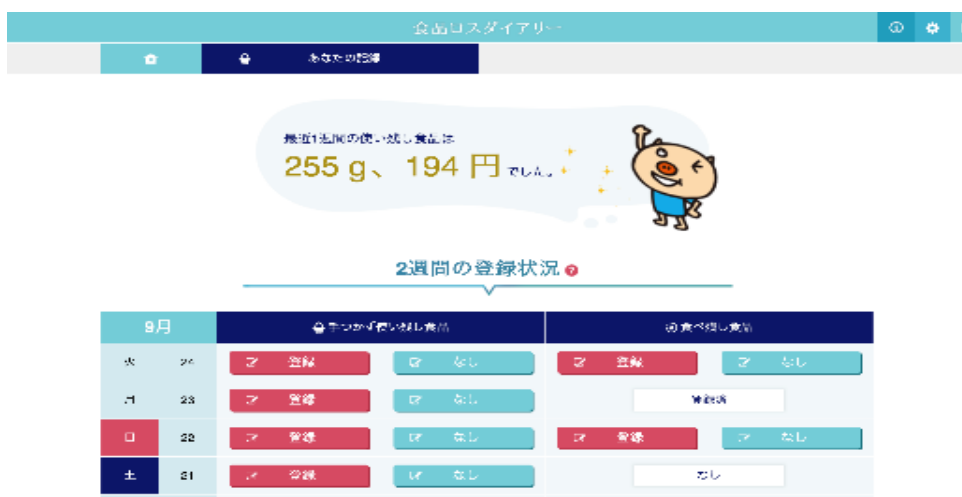 食品ロスダイアリー
あなたの記録
最近1週間の使い残し食品は
255 g、194 円でした。
2週間の登録状況
9月 手つかず使い残し食品 食べ残し食品
火 24 登録 なし 登録 なし
月 23 登録 なし 登録済
日 22 登録 なし 登録 なし
土 21 登録 なし なし